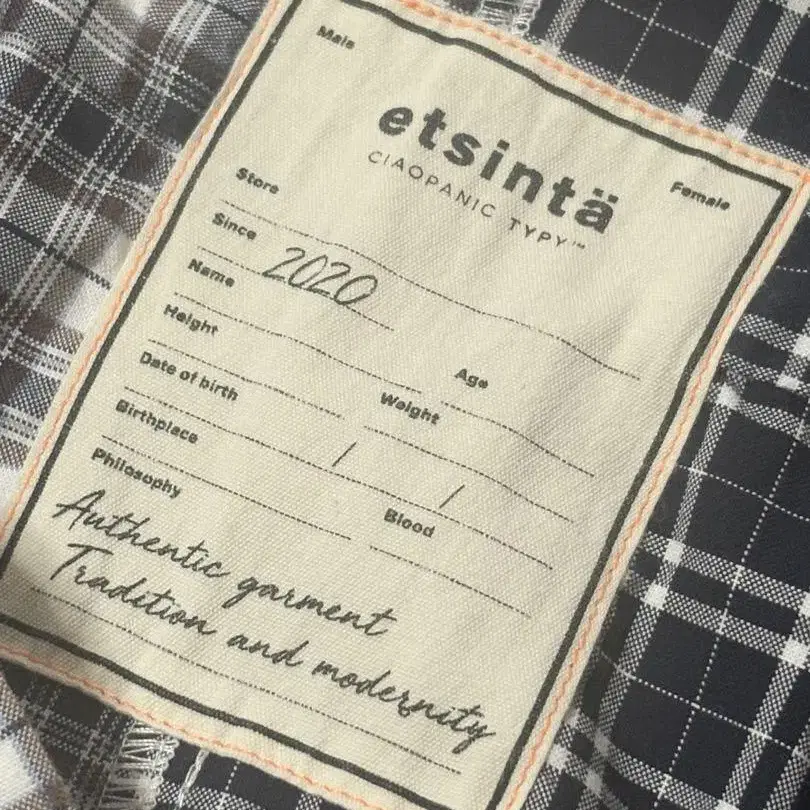 Male
Female
etsintä
CIAOPANIC TYPY™
Store
Since 2020
Name
Age
Height
Weight
Date of birth / /
Birthplace
Blood
Philosophy
Authentic garment
Tradition and modernity